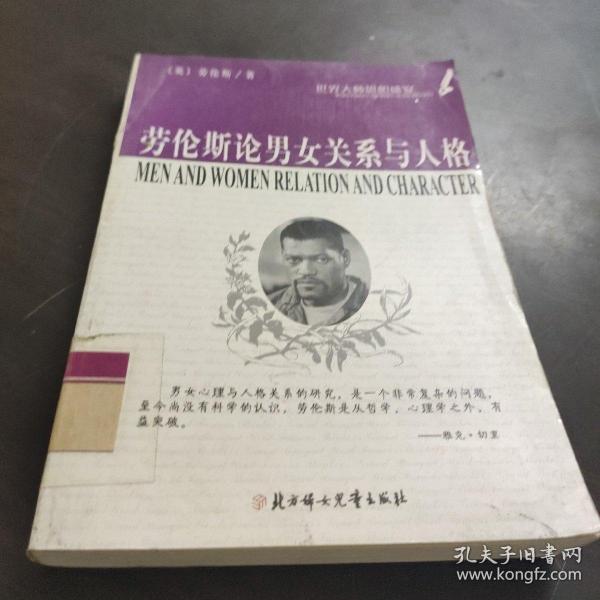 （英）劳伦斯/著
世界大师思想精萃
劳伦斯论男女关系与人格
MEN AND WOMEN RELATION AND CHARACTER
男女心理与人格关系的研究，是一个非常复杂的问题，
至今尚没有科学的认识，劳伦斯是从哲学，心理学之外，有
益突破。
——雅克·切里
北方妇女儿童出版社
孔夫子旧书网
www.kongfz.com